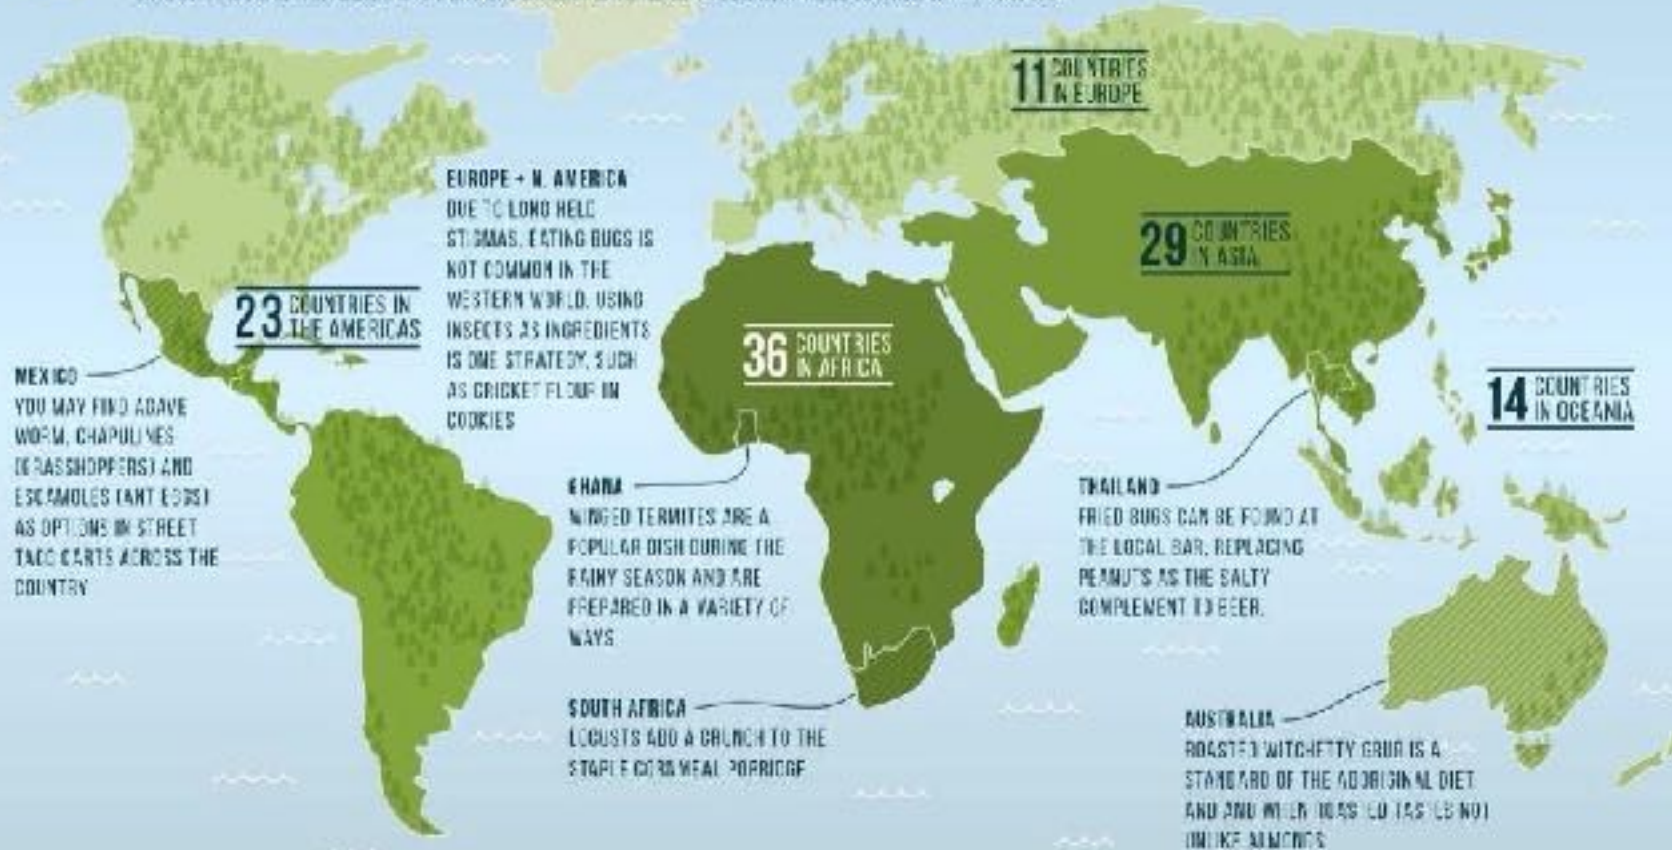 11 COUNTRIES
IN EUROPE
EUROPE + N. AMERICA
DUE TO LONG HELD
STIGMAS, EATING BUGS IS
NOT COMMON IN THE
WESTERN WORLD. USING
INSECTS AS INGREDIENTS
IS ONE STRATEGY, SUCH
AS CRICKET FLOUR IN
COOKIES
29 COUNTRIES
IN ASIA
23 COUNTRIES IN
THE AMERICAS
36 COUNTRIES
IN AFRICA
14 COUNTRIES
IN OCEANIA
MEXICO
YOU MAY FIND AGAVE
WORM, CHAPULINES
(GRASSHOPPERS) AND
ESCAMOLES (ANT EGGS)
AS OPTIONS IN STREET
TACO CARTS ACROSS THE
COUNTRY
GHANA
WINGED TERMITES ARE A
POPULAR DISH DURING THE
RAINY SEASON AND ARE
PREPARED IN A VARIETY OF
WAYS
THAILAND
FRIED BUGS CAN BE FOUND AT
THE LOCAL BAR, REPLACING
PEANUTS AS THE SALTY
COMPLEMENT TO BEER.
SOUTH AFRICA
LOCUSTS ADD A CRUNCH TO THE
STAPLE CORNMEAL PORRIDGE
AUSTRALIA
ROASTED WITCHETTY GRUB IS A
STANDARD OF THE ABORIGINAL DIET
AND AND WHEN ROASTED TASTES NOT
UNLIKE ALMONDS